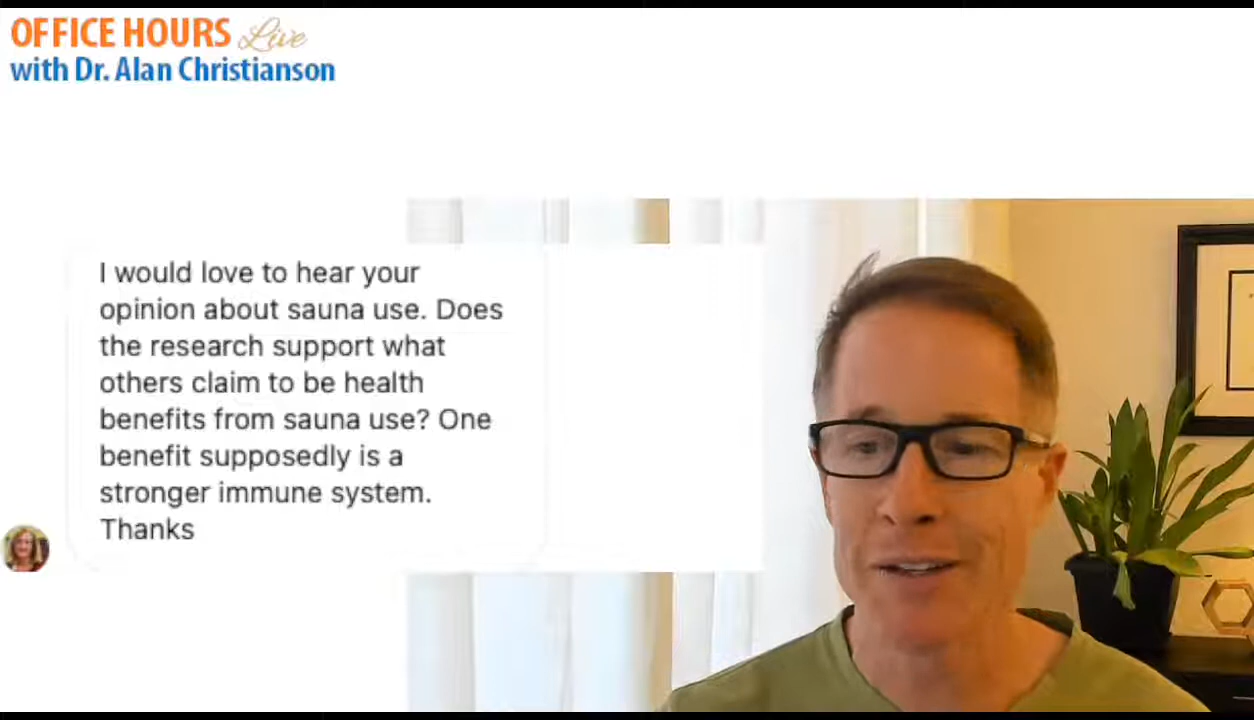 OFFICE HOURS Live
with Dr. Alan Christianson
I would love to hear your
opinion about sauna use. Does
the research support what
others claim to be health
benefits from sauna use? One
benefit supposedly is a
stronger immune system.
Thanks